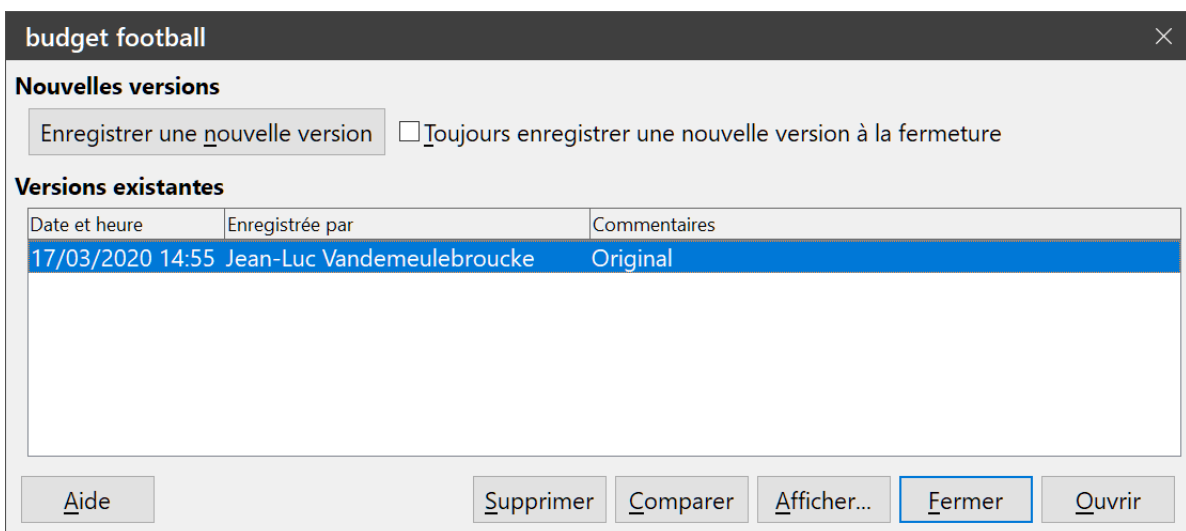 budget football
Nouvelles versions
Enregistrer une nouvelle version Toujours enregistrer une nouvelle version à la fermeture
Versions existantes
Date et heure Enregistrée par Commentaires
17/03/2020 14:55 Jean-Luc Vandemeulebroucke Original
Aide Supprimer Comparer Afficher... Fermer Ouvrir